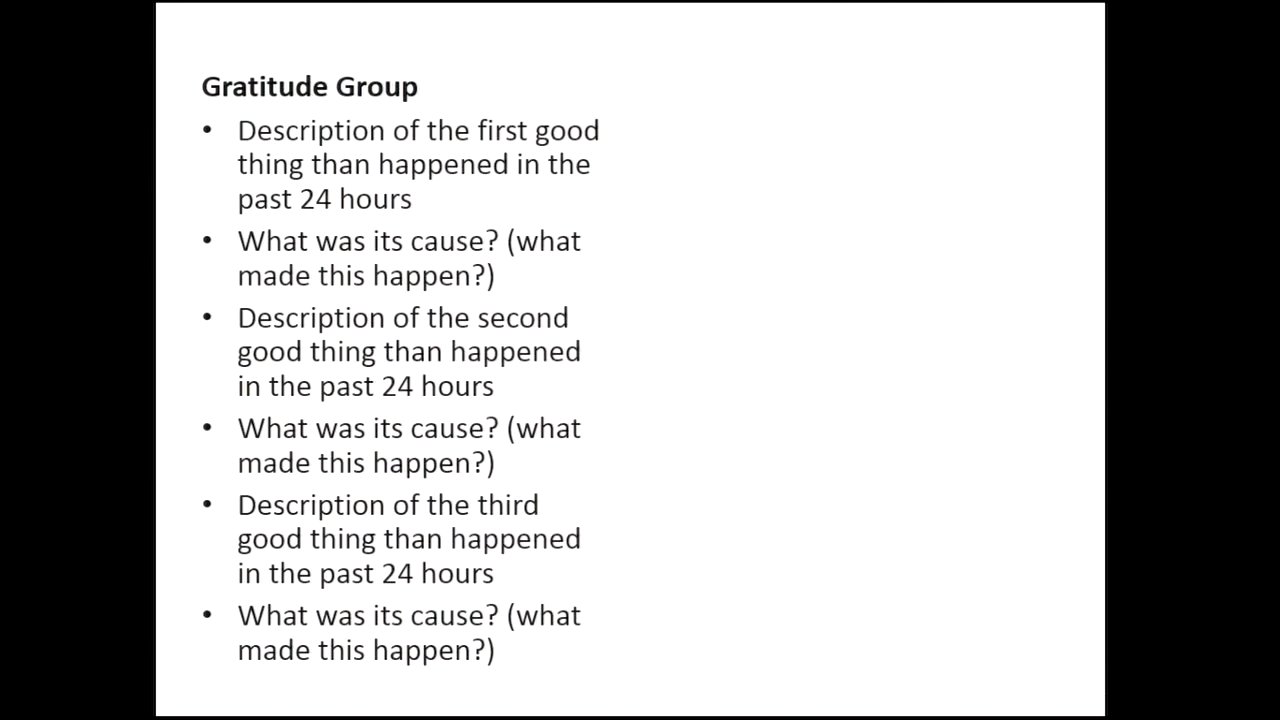 Gratitude Group
• Description of the first good
thing than happened in the
past 24 hours
• What was its cause? (what
made this happen?)
• Description of the second
good thing than happened
in the past 24 hours
• What was its cause? (what
made this happen?)
• Description of the third
good thing than happened
in the past 24 hours
• What was its cause? (what
made this happen?)